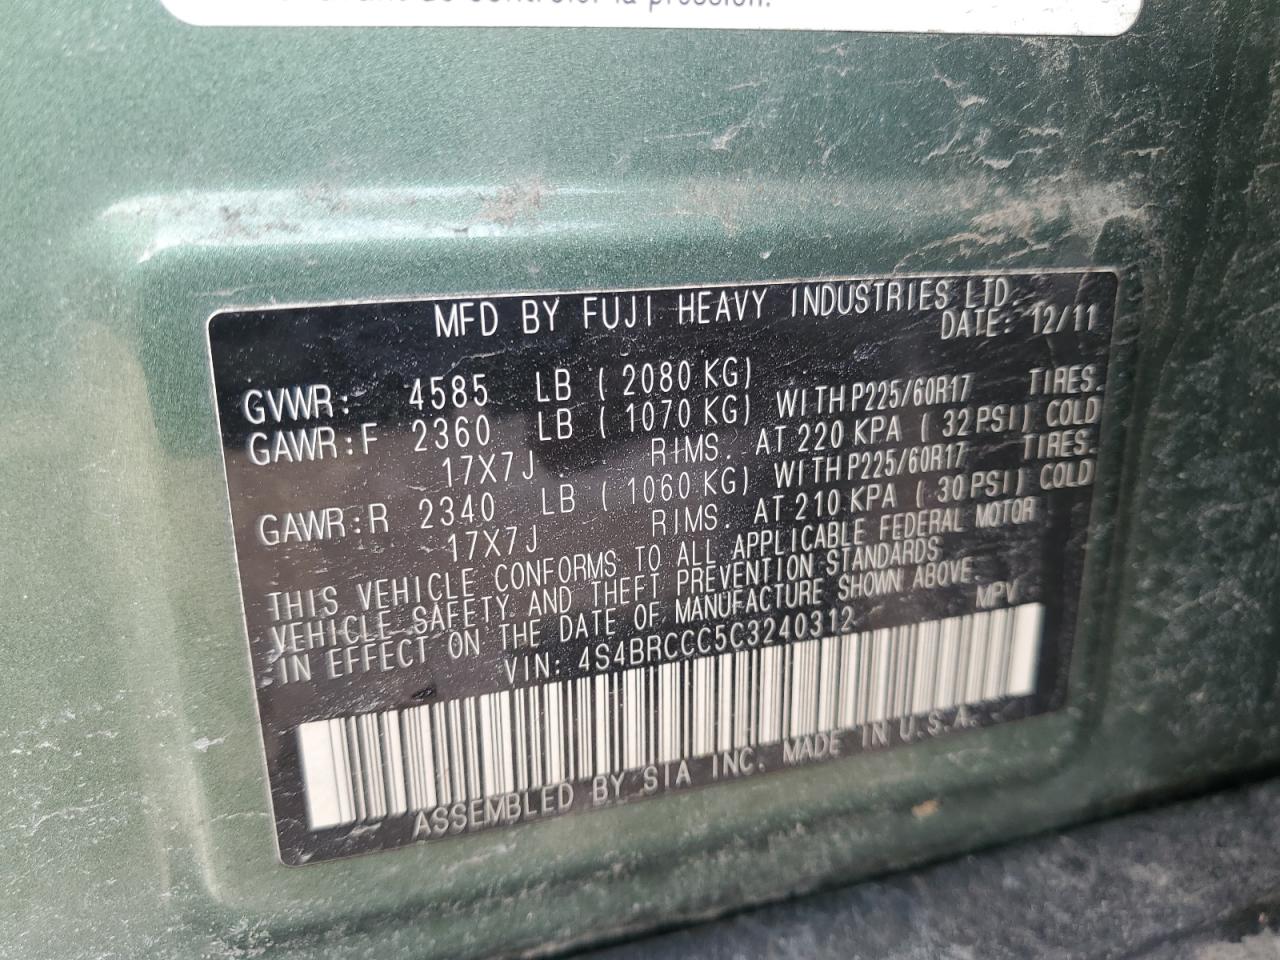 la pression.
MFD BY FUJI HEAVY INDUSTRIES LTD.
DATE: 12/11
GVWR: 4585 LB ( 2080 KG)
GAWR:F 2360 LB ( 1070 KG) WITH P225/60R17 TIRES.
17X7J RIMS. AT 220 KPA ( 32 PSI) COLD
GAWR:R 2340 LB ( 1060 KG) WITH P225/60R17 TIRES.
17X7J RIMS. AT 210 KPA ( 30 PSI) COLD
THIS VEHICLE CONFORMS TO ALL APPLICABLE FEDERAL MOTOR
VEHICLE SAFETY AND THEFT PREVENTION STANDARDS
IN EFFECT ON THE DATE OF MANUFACTURE SHOWN ABOVE.
VIN: 4S4BRCCC5C3240312 MPV
ASSEMBLED BY SIA INC. MADE IN U.S.A.